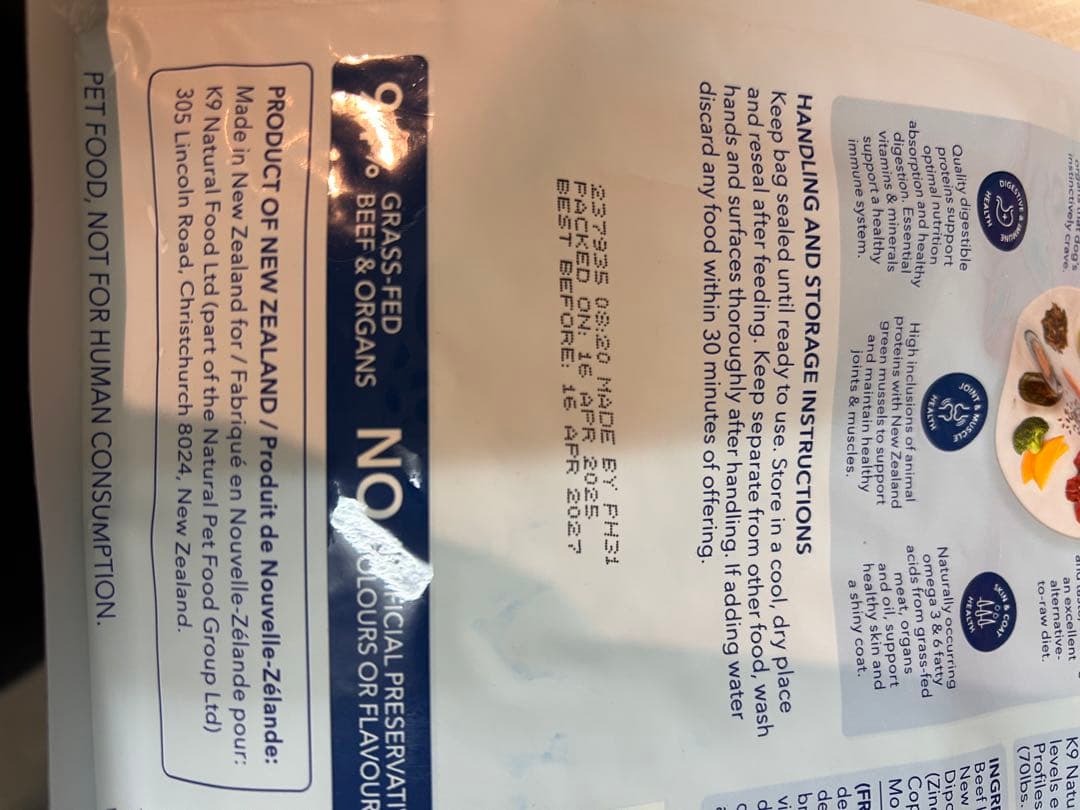 instinctively crave.
an excellent
alternative-
to-raw diet.
DIGESTIVE & IMMUNE
HEALTH
Quality digestible
proteins support
optimal nutrition
absorption and healthy
digestion. Essential
vitamins & minerals
support a healthy
immune system.
JOINT & MUSCLE
HEALTH
High inclusions of animal
proteins with New Zealand
green mussels to support
and maintain healthy
joints & muscles.
SKIN & COAT
HEALTH
Naturally occurring
omega 3 & 6 fatty
acids from grass-fed
meat, organs
and oil, support
healthy skin and
a shiny coat.
K9 Natu
levels e
Profiles
(70lbs.
INGR
Beef
New
Dipo
(Zin
Cop
HANDLING AND STORAGE INSTRUCTIONS
Keep bag sealed until ready to use. Store in a cool, dry place
and reseal after feeding. Keep separate from other food, wash
hands and surfaces thoroughly after handling. If adding water
discard any food within 30 minutes of offering.
237935 08:20 MADE BY FH31
PACKED ON: 16 APR 2025
BEST BEFORE: 16 APR 2027
GRASS-FED
BEEF & ORGANS
NO
FICIAL PRESERVATI
OLOURS OR FLAVOUR
PRODUCT OF NEW ZEALAND / Produit de Nouvelle-Zélande:
Made in New Zealand for / Fabriqué en Nouvelle-Zélande pour:
K9 Natural Food Ltd (part of the Natural Pet Food Group Ltd)
305 Lincoln Road, Christchurch 8024, New Zealand.
PET FOOD, NOT FOR HUMAN CONSUMPTION.